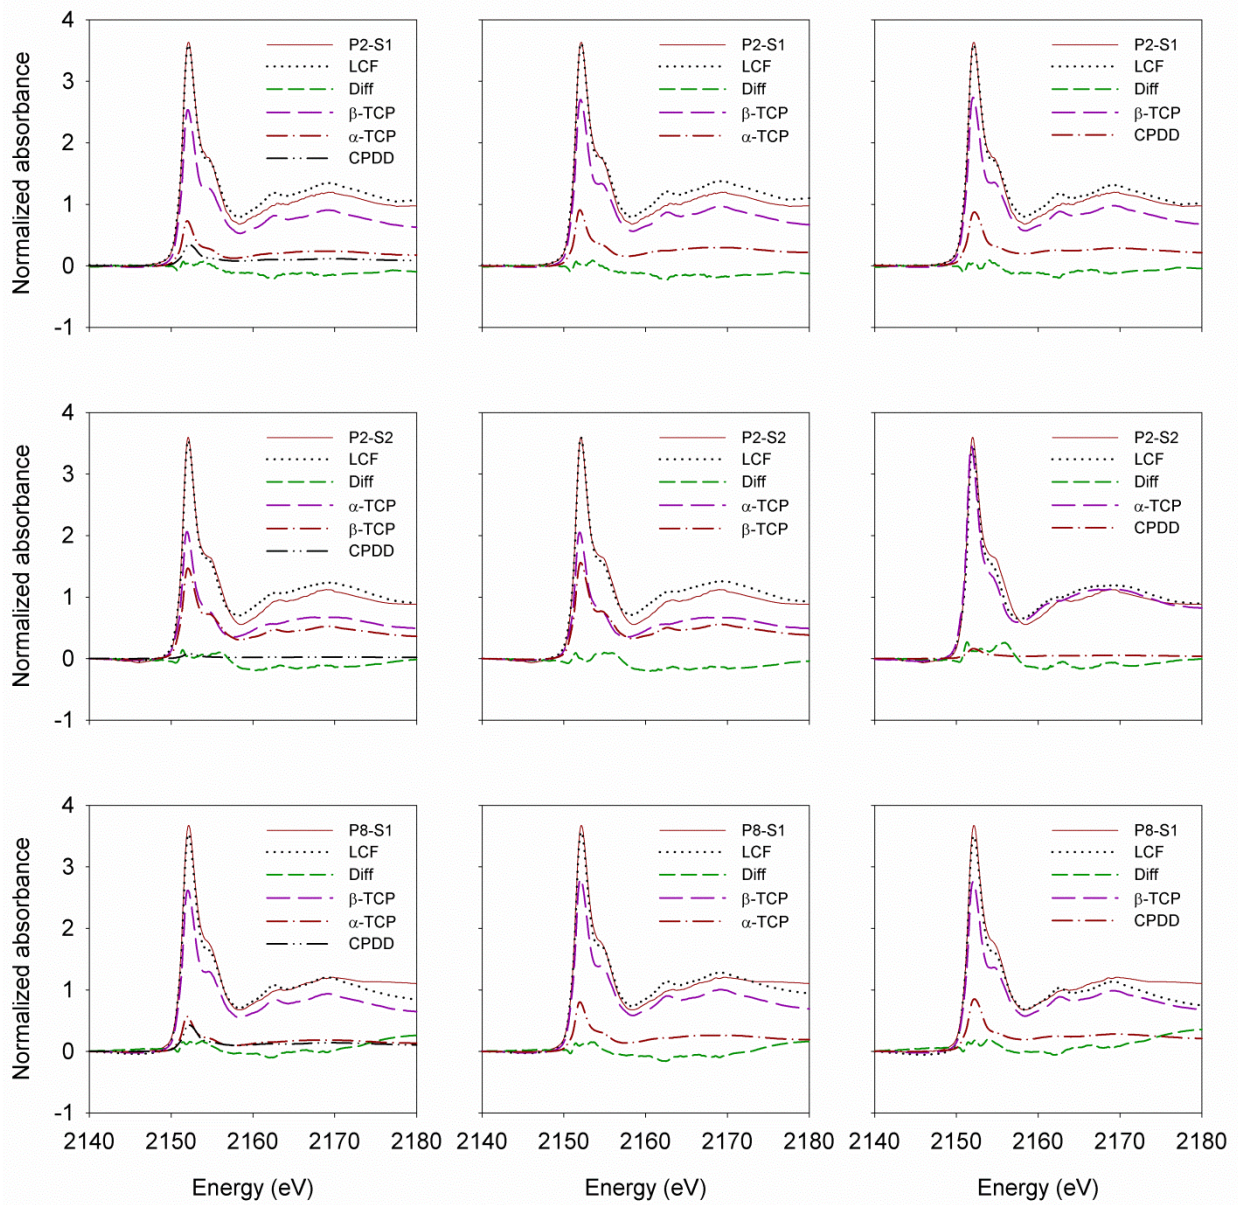 4
3
2
1
0
-1
Normalized absorbance
P2-S1
LCF
Diff
β-TCP
α-TCP
CPDD
P2-S1
LCF
Diff
β-TCP
α-TCP
P2-S1
LCF
Diff
β-TCP
CPDD
4
3
2
1
0
-1
Normalized absorbance
P2-S2
LCF
Diff
α-TCP
β-TCP
CPDD
P2-S2
LCF
Diff
α-TCP
β-TCP
P2-S2
LCF
Diff
α-TCP
CPDD
4
3
2
1
0
-1
Normalized absorbance
P8-S1
LCF
Diff
β-TCP
α-TCP
CPDD
P8-S1
LCF
Diff
β-TCP
α-TCP
P8-S1
LCF
Diff
β-TCP
CPDD
2140 2150 2160 2170 2180
2140 2150 2160 2170 2180
2140 2150 2160 2170 2180
Energy (eV)
Energy (eV)
Energy (eV)